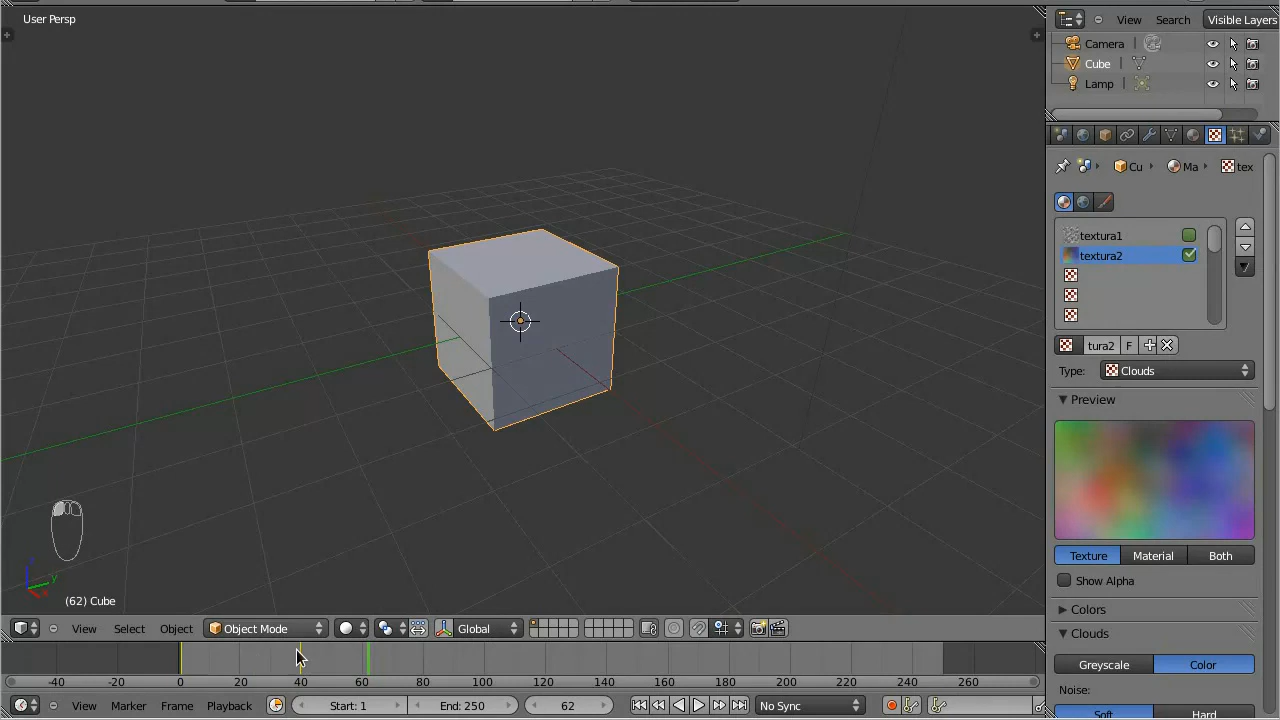 User Persp
View Search Visible Layers
Camera
Cube
Lamp
Cu Ma tex
textura1
textura2
tura2 F
Type: Clouds
Preview
Texture Material Both
Show Alpha
Colors
Clouds
Greyscale Color
Noise:
Soft Hard
y
(62) Cube
View Select Object Object Mode Global
-40 -20 0 20 40 60 80 100 120 140 160 180 200 220 240 260
View Marker Frame Playback Start: 1 End: 250 62 No Sync